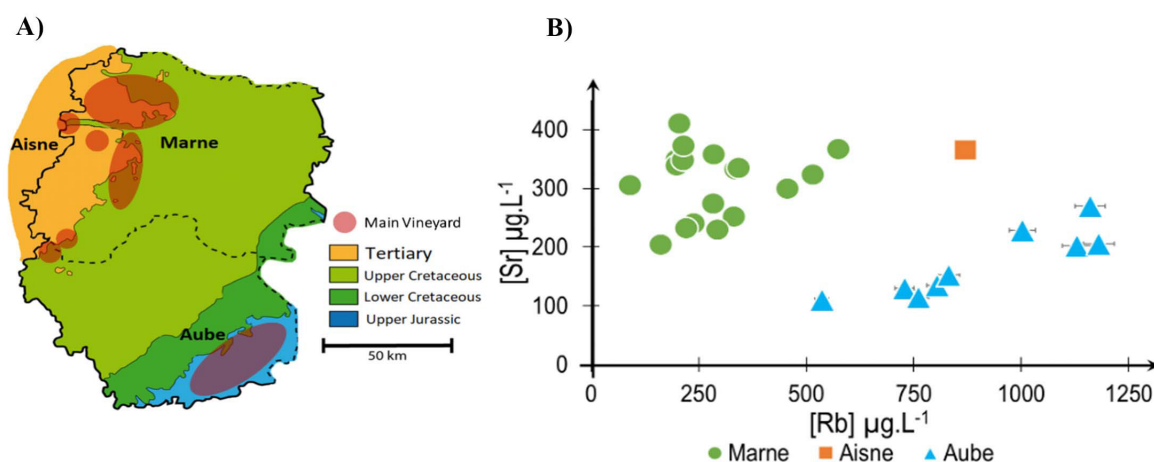 A)
Aisne
Marne
Aube
Main Vineyard
Tertiary
Upper Cretaceous
Lower Cretaceous
Upper Jurassic
50 km
B)
[Sr] µg.L-1
400
300
200
100
0
0
250
500
750
1000
1250
[Rb] µg.L-1
Marne
Aisne
Aube